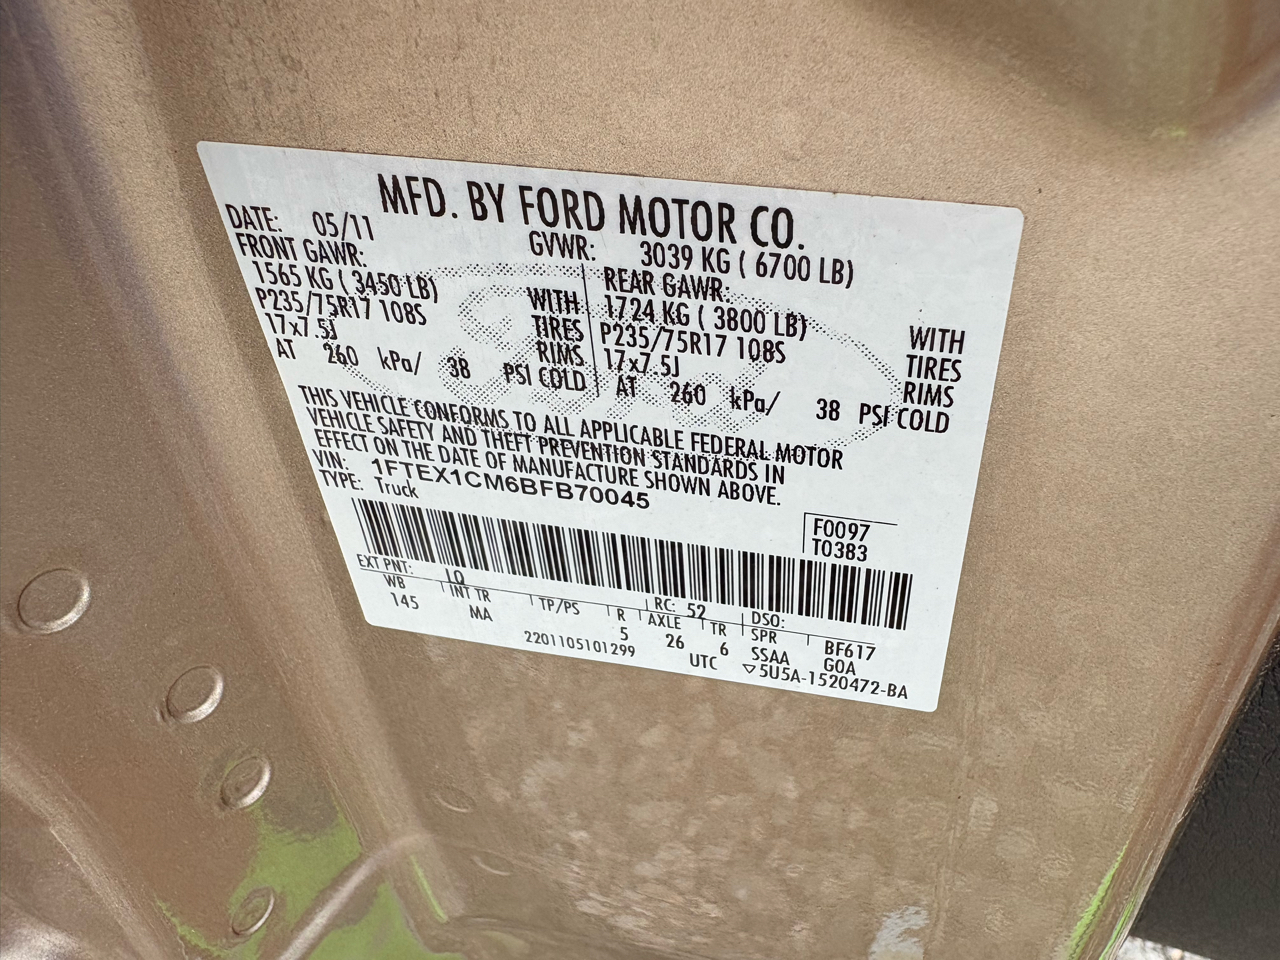 MFD. BY FORD MOTOR CO.
DATE: 05/11 GVWR: 3039 KG ( 6700 LB)
FRONT GAWR: REAR GAWR:
1565 KG ( 3450 LB) WITH 1724 KG ( 3800 LB) WITH
P235/75R17 108S TIRES P235/75R17 108S TIRES
17x7.5J RIMS 17x7.5J RIMS
AT 260 kPa/ 38 PSI COLD AT 260 kPa/ 38 PSI COLD
THIS VEHICLE CONFORMS TO ALL APPLICABLE FEDERAL MOTOR
VEHICLE SAFETY AND THEFT PREVENTION STANDARDS IN
EFFECT ON THE DATE OF MANUFACTURE SHOWN ABOVE.
VIN: 1FTEX1CM6BFB70045
TYPE: Truck
F0097
T0383
EXT PNT: LQ RC: 52 DSO:
WB INT TR TP/PS R AXLE TR SPR BF617
145 MA 5 26 6 SSAA GOA
2201105101299 UTC ▽5U5A-1520472-BA